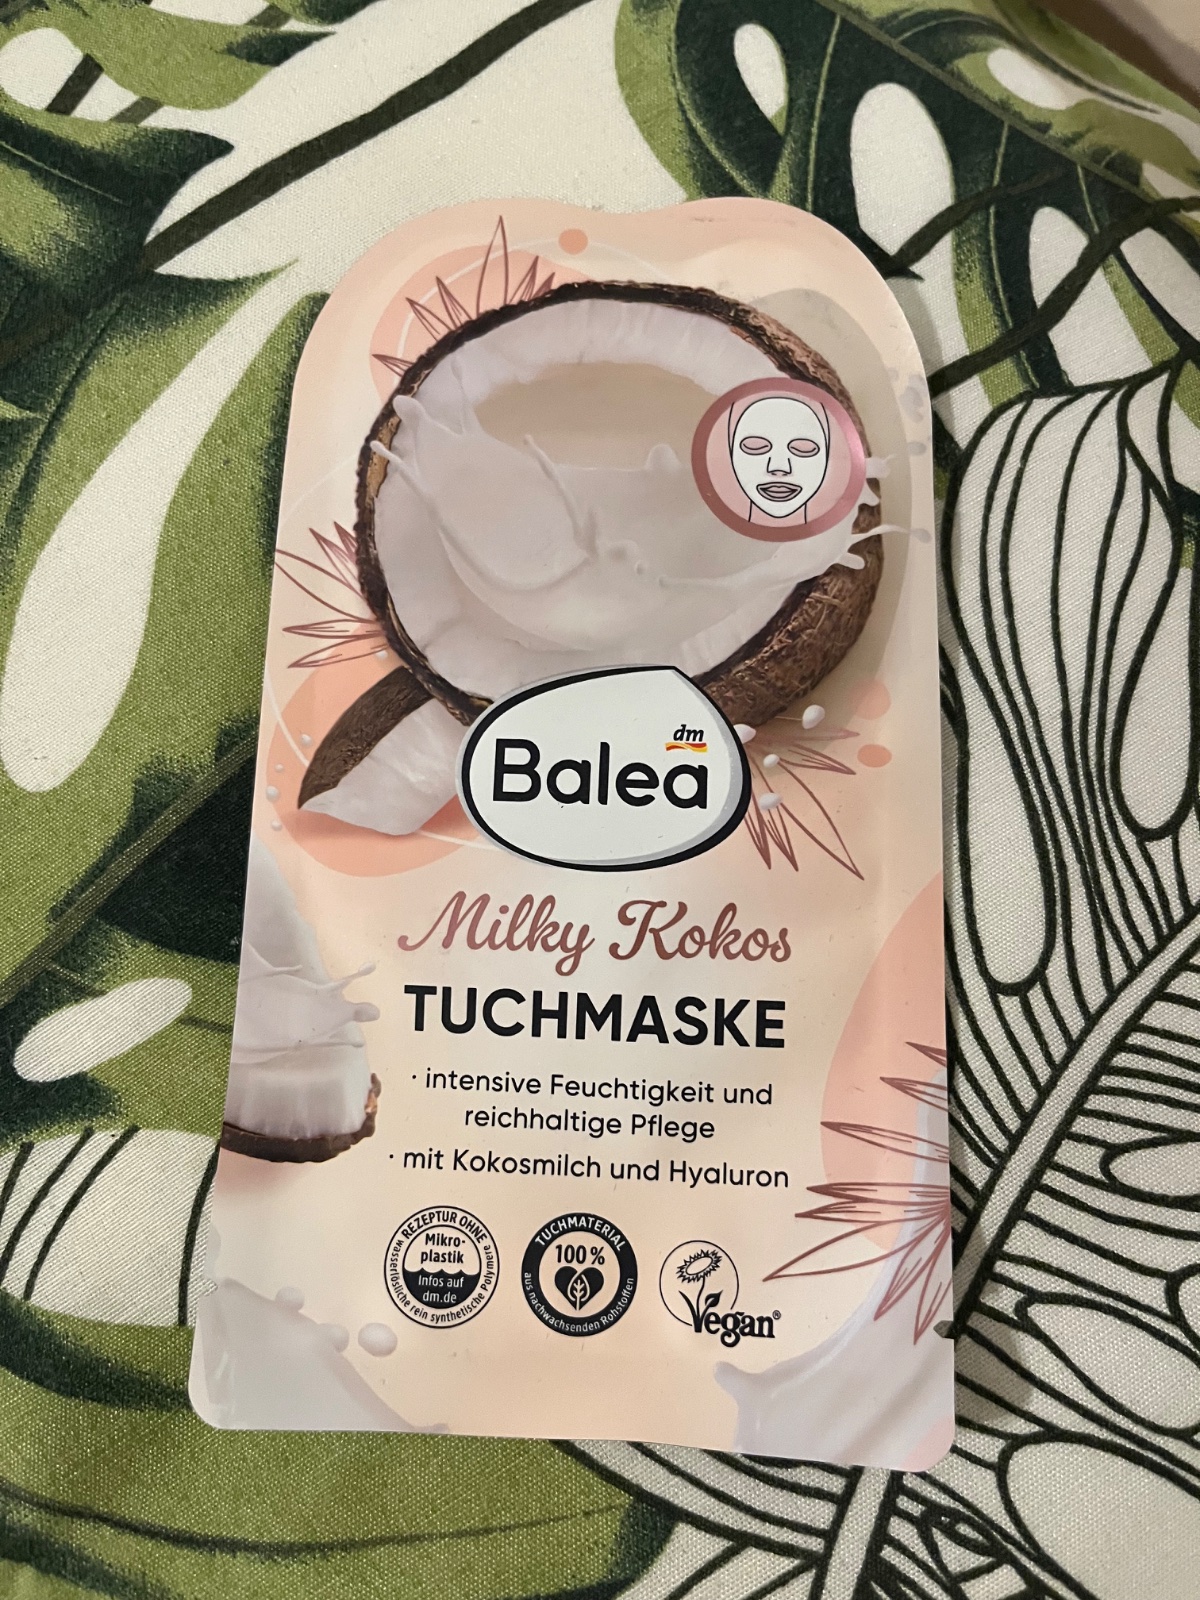 dm
Balea
Milky Kokos
TUCHMASKE
· intensive Feuchtigkeit und
reichhaltige Pflege
· mit Kokosmilch und Hyaluron
REZEPTUR OHNE
Mikro-
plastik
Infos auf
dm.de
wasserlösliche rein synthetische Polymere
TUCHMATERIAL
100 %
aus nachwachsenden Rohstoffen
Vegan®